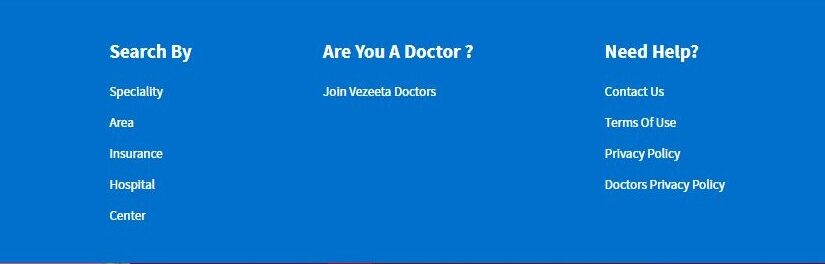 Search By
Speciality
Area
Insurance
Hospital
Center
Are You A Doctor ?
Join Vezeeta Doctors
Need Help?
Contact Us
Terms Of Use
Privacy Policy
Doctors Privacy Policy